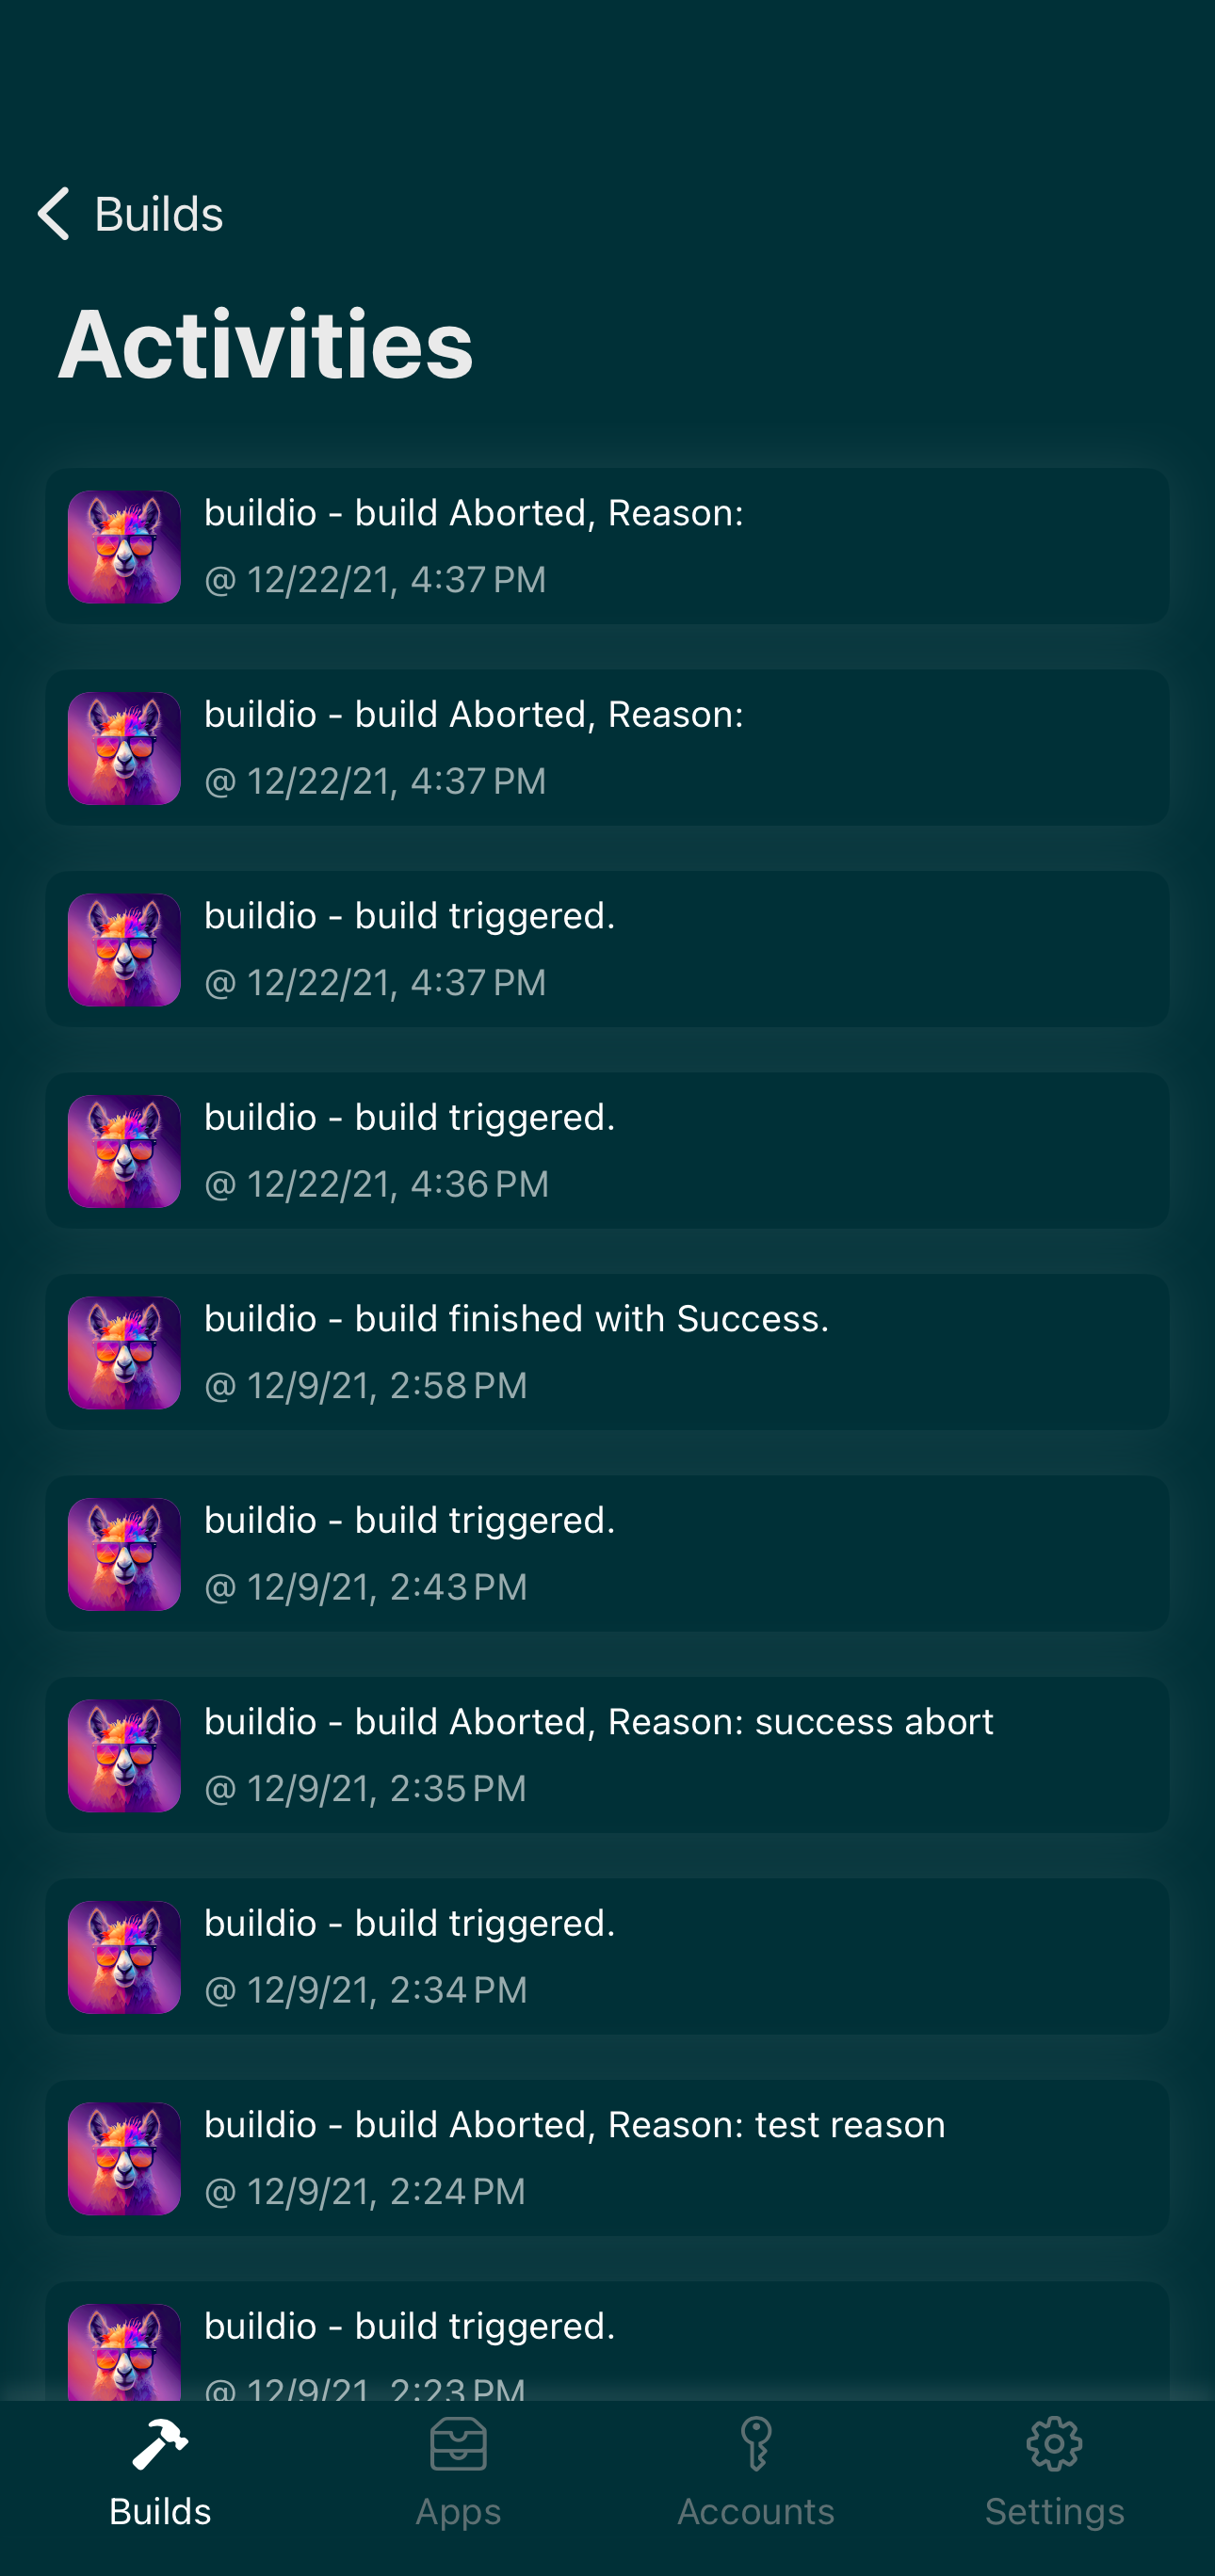 Builds
Activities
buildio - build Aborted, Reason:
@ 12/22/21, 4:37 PM
buildio - build Aborted, Reason:
@ 12/22/21, 4:37 PM
buildio - build triggered.
@ 12/22/21, 4:37 PM
buildio - build triggered.
@ 12/22/21, 4:36 PM
buildio - build finished with Success.
@ 12/9/21, 2:58 PM
buildio - build triggered.
@ 12/9/21, 2:43 PM
buildio - build Aborted, Reason: success abort
@ 12/9/21, 2:35 PM
buildio - build triggered.
@ 12/9/21, 2:34 PM
buildio - build Aborted, Reason: test reason
@ 12/9/21, 2:24 PM
buildio - build triggered.
@ 12/9/21, 2:23 PM
Builds
Apps
Accounts
Settings